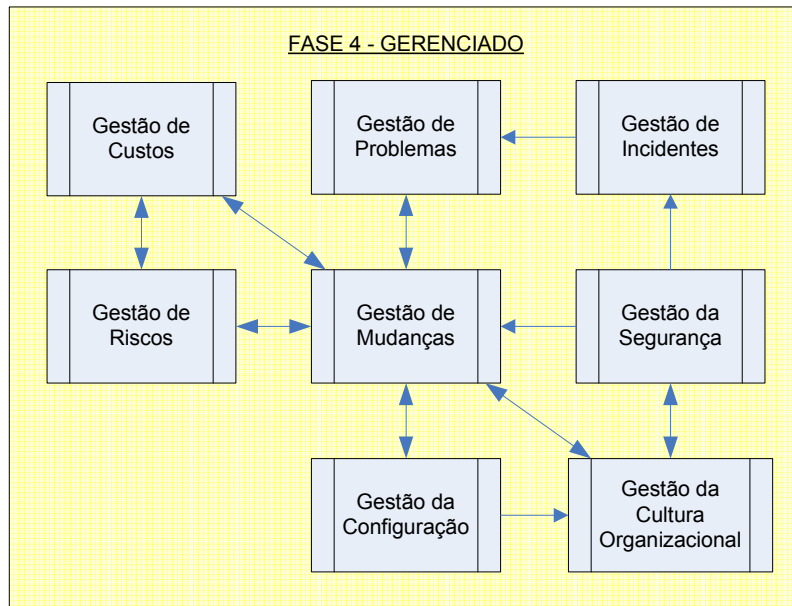 FASE 4 - GERENCIADO
Gestão de
Custos
Gestão de
Problemas
Gestão de
Incidentes
Gestão de
Riscos
Gestão de
Mudanças
Gestão da
Segurança
Gestão da
Configuração
Gestão da
Cultura
Organizacional